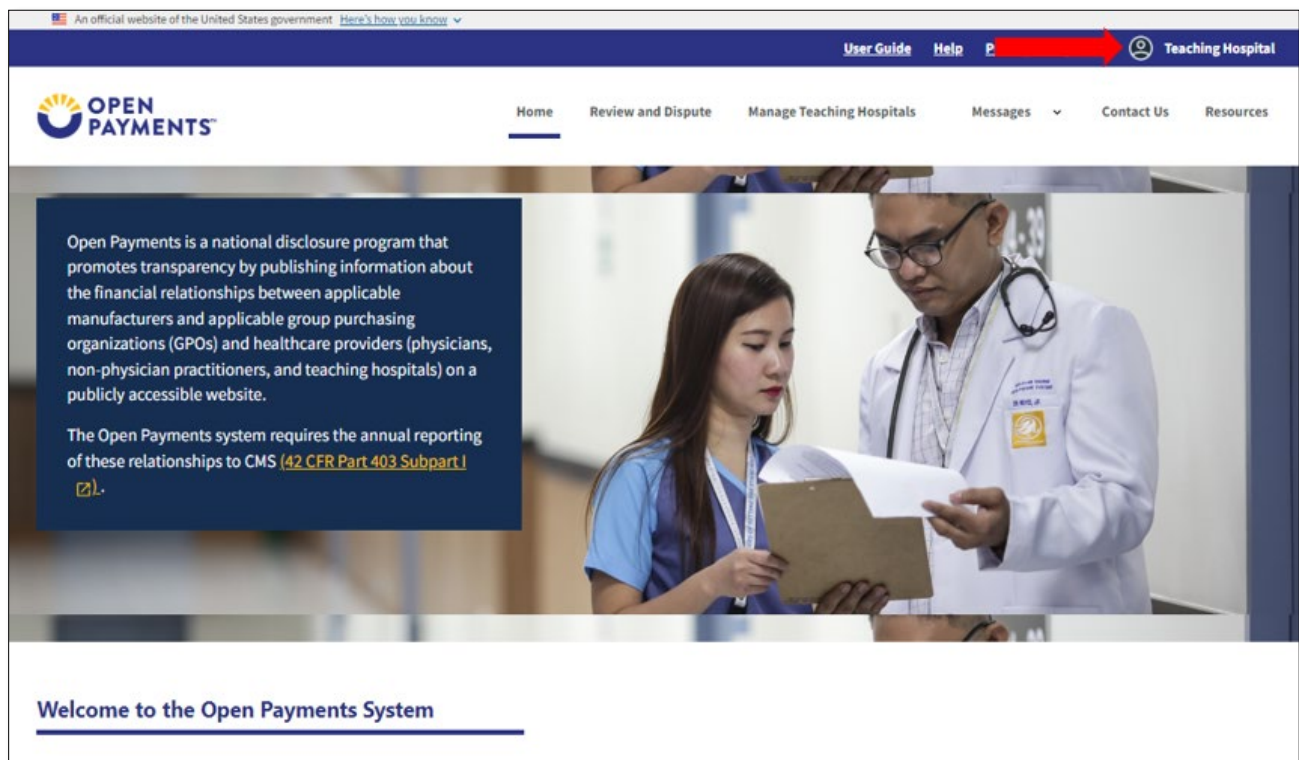 An official website of the United States government Here's how you know
User Guide Help P Teaching Hospital
OPEN
PAYMENTS
Home Review and Dispute Manage Teaching Hospitals Messages Contact Us Resources
Open Payments is a national disclosure program that
promotes transparency by publishing information about
the financial relationships between applicable
manufacturers and applicable group purchasing
organizations (GPOs) and healthcare providers (physicians,
non-physician practitioners, and teaching hospitals) on a
publicly accessible website.
The Open Payments system requires the annual reporting
of these relationships to CMS (42 CFR Part 403 Subpart I
).
Welcome to the Open Payments System